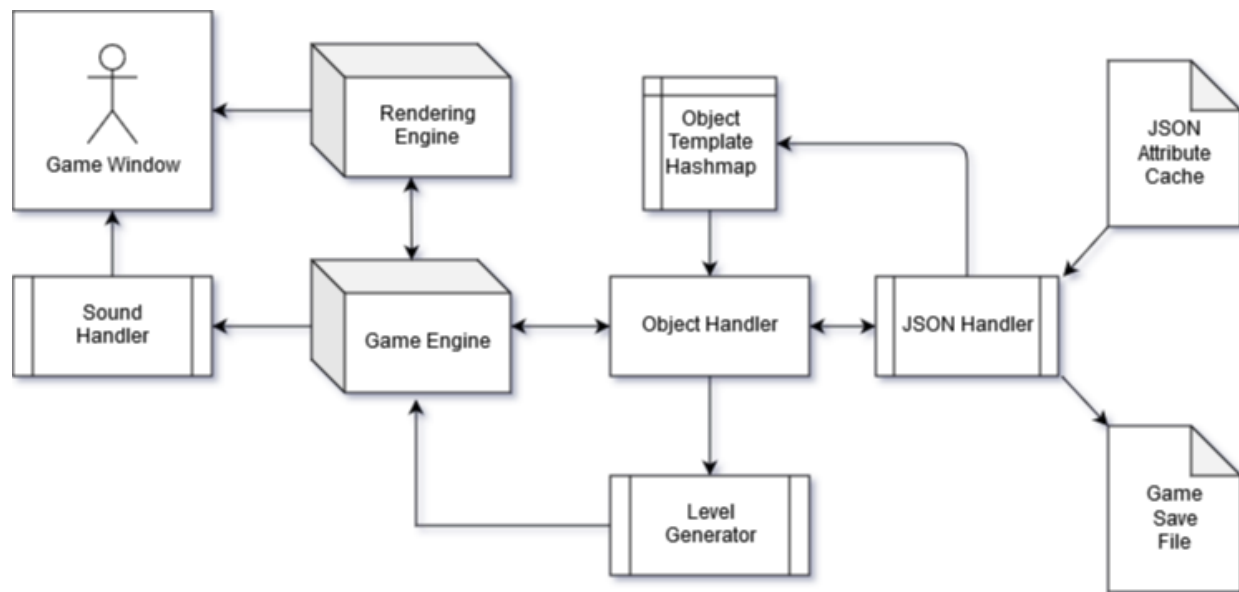 Game Window
Rendering
Engine
Object
Template
Hashmap
JSON
Attribute
Cache
Sound
Handler
Game Engine
Object Handler
JSON Handler
Level
Generator
Game
Save
File